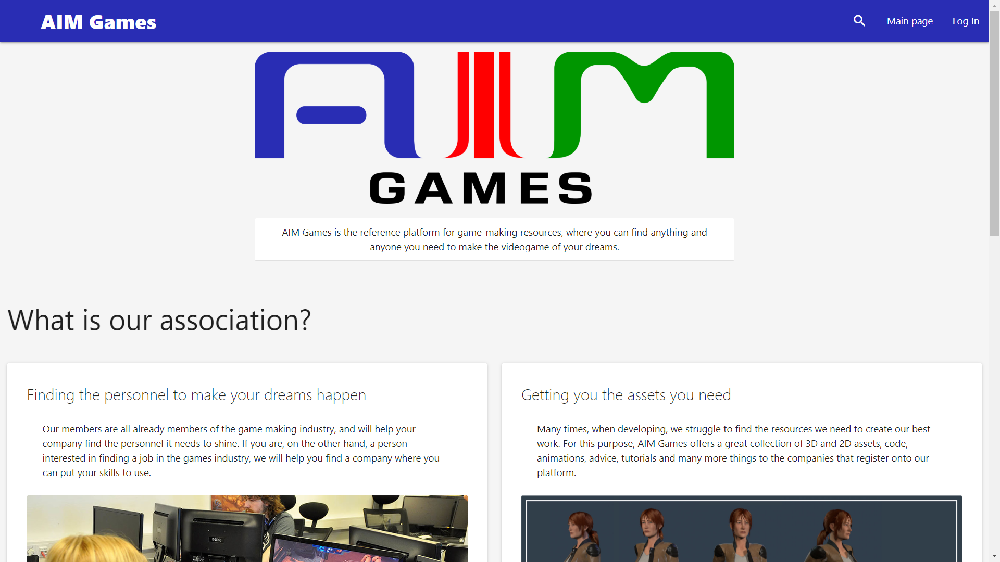 AIM Games
Main page
Log In
AIM
GAMES
AIM Games is the reference platform for game-making resources, where you can find anything and
anyone you need to make the videogame of your dreams.
What is our association?
Finding the personnel to make your dreams happen
Our members are all already members of the game making industry, and will help your
company find the personnel it needs to shine. If you are, on the other hand, a person
interested in finding a job in the games industry, we will help you find a company where you
can put your skills to use.
Getting you the assets you need
Many times, when developing, we struggle to find the resources we need to create our best
work. For this purpose, AIM Games offers a great collection of 3D and 2D assets, code,
animations, advice, tutorials and many more things to the companies that register onto our
platform.
BenQ